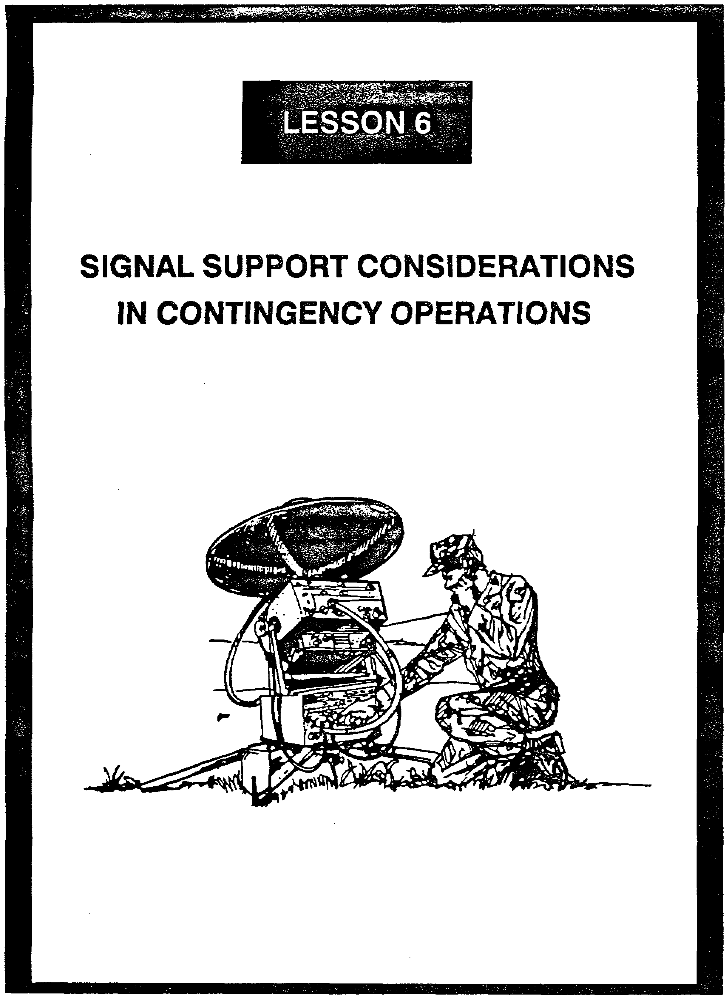 LESSON 6
SIGNAL SUPPORT CONSIDERATIONS
IN CONTINGENCY OPERATIONS